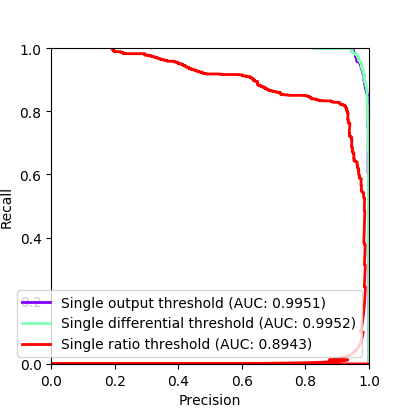 1.0
0.8
0.6
0.4
0.2
0.0
Recall
Single output threshold (AUC: 0.9951)
Single differential threshold (AUC: 0.9952)
Single ratio threshold (AUC: 0.8943)
0.0 0.2 0.4 0.6 0.8 1.0
Precision